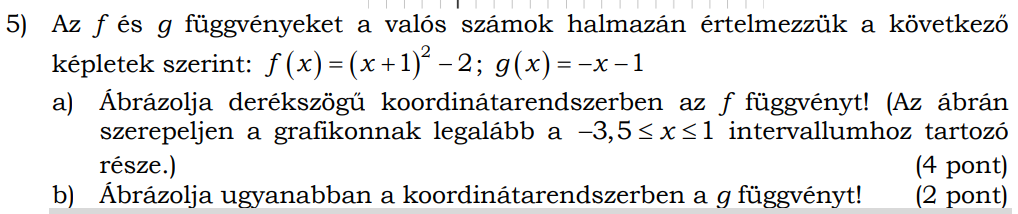 5) Az f és g függvényeket a valós számok halmazán értelmezzük a következő
képletek szerint: f(x)=(x+1)²−2; g(x)=−x−1
a) Ábrázolja derékszögű koordinátarendszerben az f függvényt! (Az ábrán
szerepeljen a grafikonnak legalább a −3,5≤x≤1 intervallumhoz tartozó
része.) (4 pont)
b) Ábrázolja ugyanabban a koordinátarendszerben a g függvényt! (2 pont)